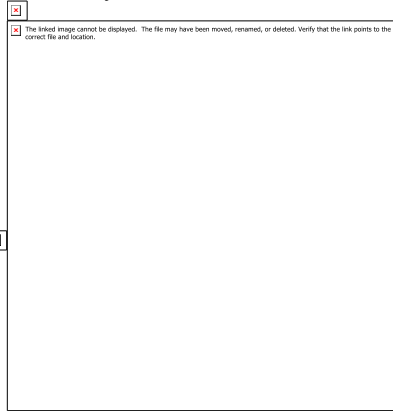 The linked image cannot be displayed.  The file may have been moved, renamed, or deleted. Verify that the link points to the
correct file and location.